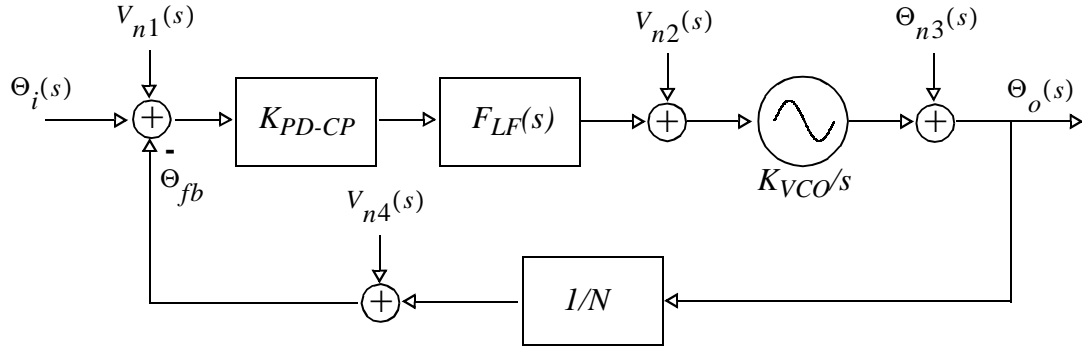 V_{n1}(s)
V_{n2}(s)
Θ_{n3}(s)
Θ_i(s)
Θ_o(s)
+
K_{PD-CP}
F_{LF}(s)
+
+
-
Θ_{fb}
K_{VCO}/s
V_{n4}(s)
+
1/N